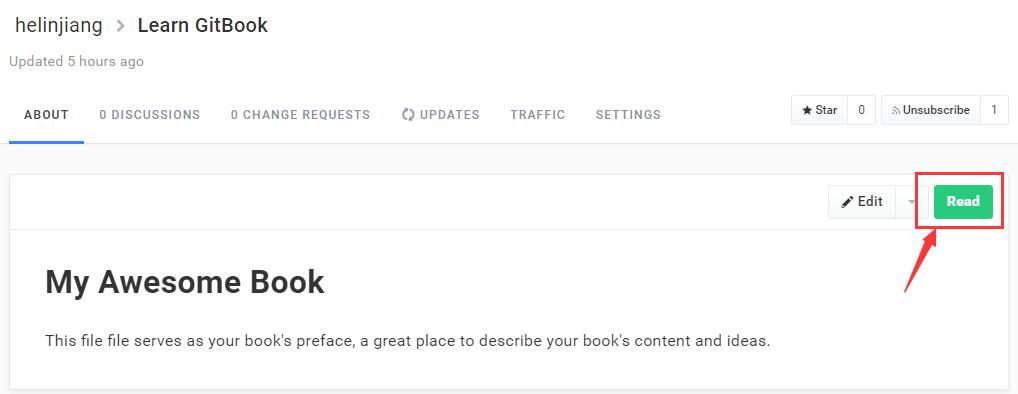 helinjiang > Learn GitBook
Updated 5 hours ago
ABOUT 0 DISCUSSIONS 0 CHANGE REQUESTS UPDATES TRAFFIC SETTINGS Star 0 Unsubscribe 1
Edit Read
My Awesome Book
This file file serves as your book's preface, a great place to describe your book's content and ideas.